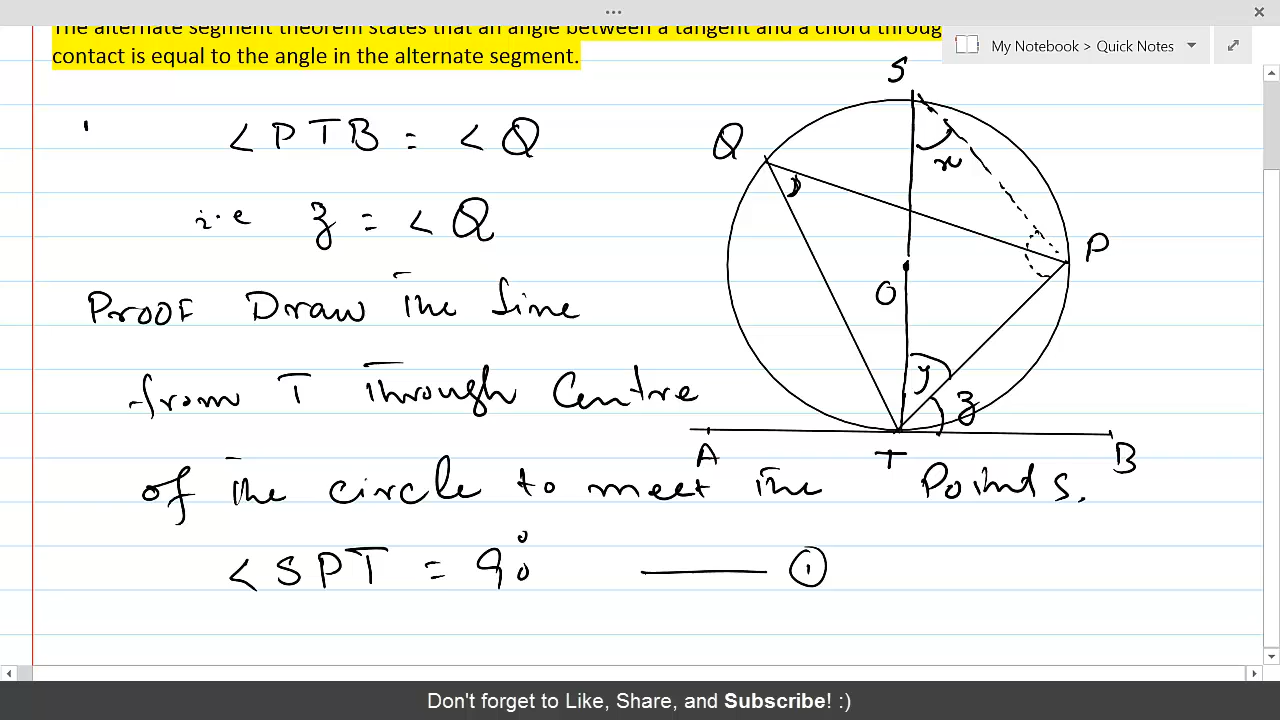 ...
The alternate segment theorem states that an angle between a tangent and a chord throu
My Notebook > Quick Notes
contact is equal to the angle in the alternate segment.
<PTB = <Q
i.e z = <Q
Proof Draw the line
from T through Centre
of the circle to meet the Point S.
<SPT = 90° ——— ①
S
Q
x
P
O
y
z
A
T
B
Don't forget to Like, Share, and Subscribe! :)